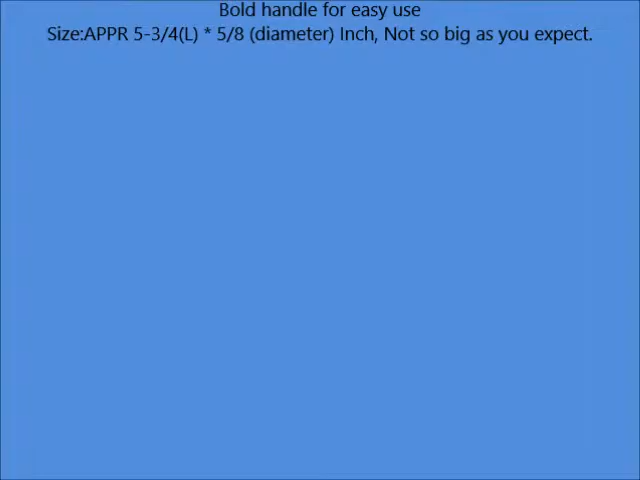 Bold handle for easy use
Size:APPR 5-3/4(L) * 5/8 (diameter) Inch, Not so big as you expect.